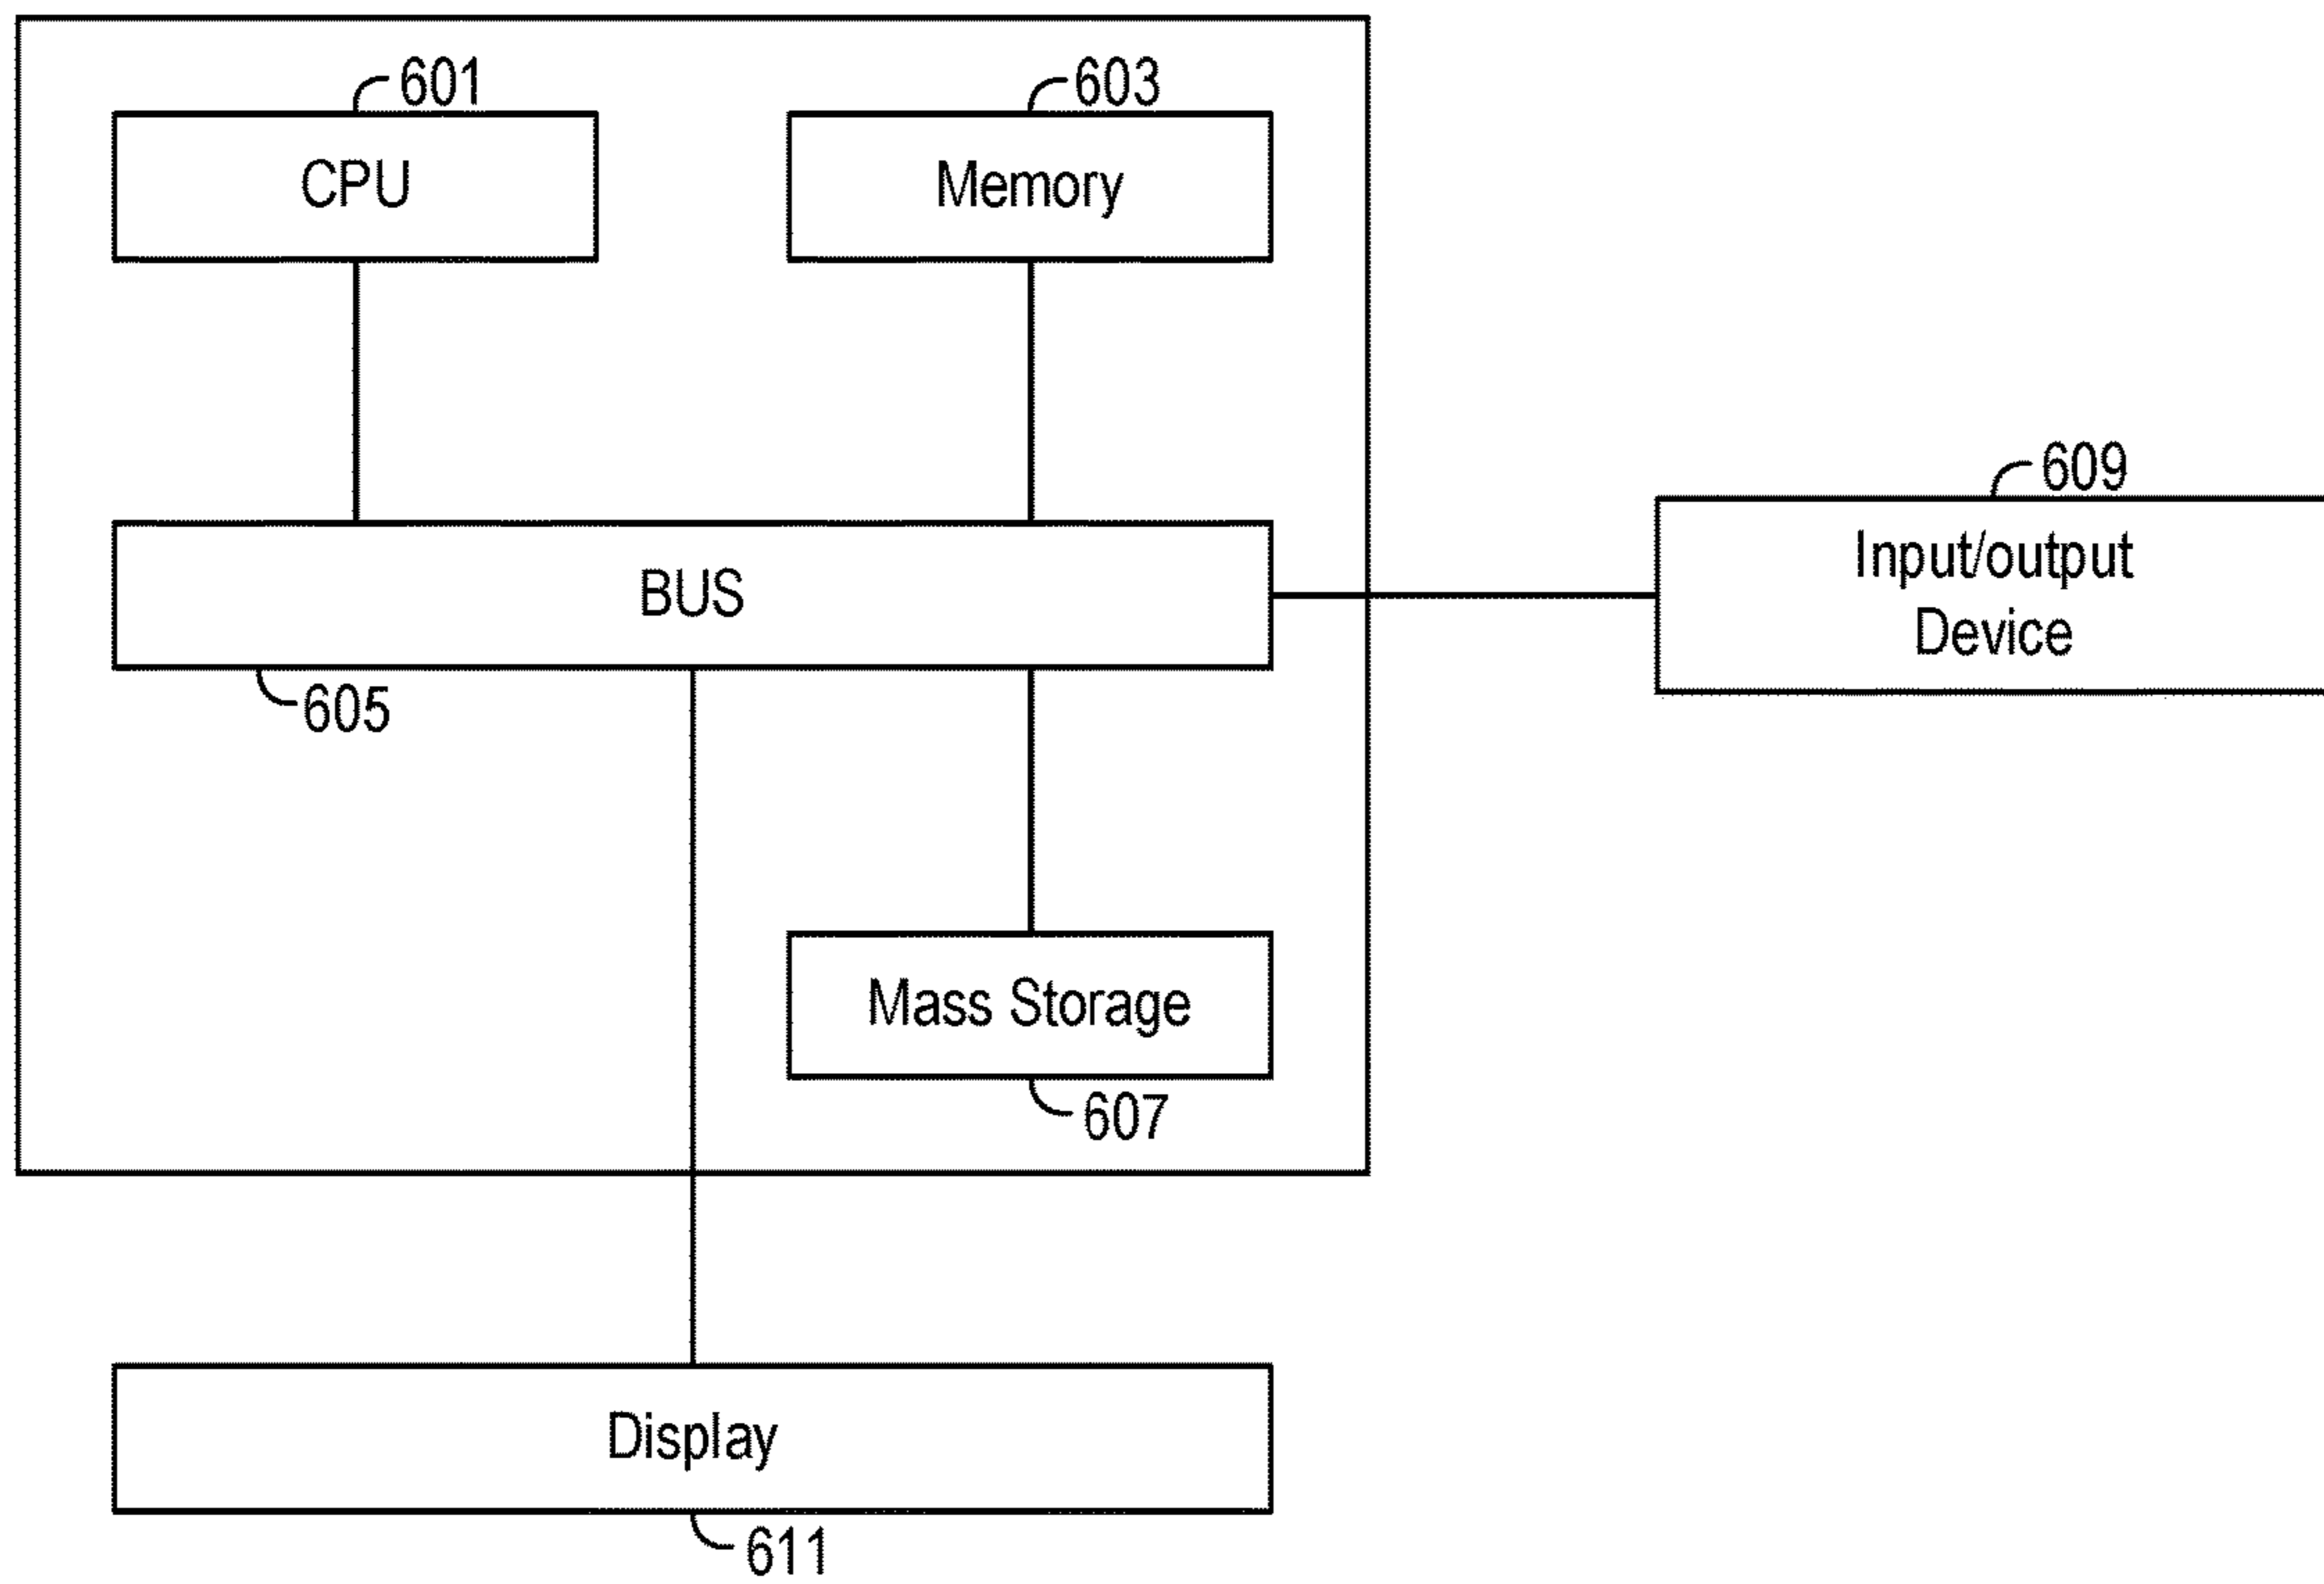 601
603
CPU
Memory
609
Input/output
Device
BUS
605
Mass Storage
607
Display
611